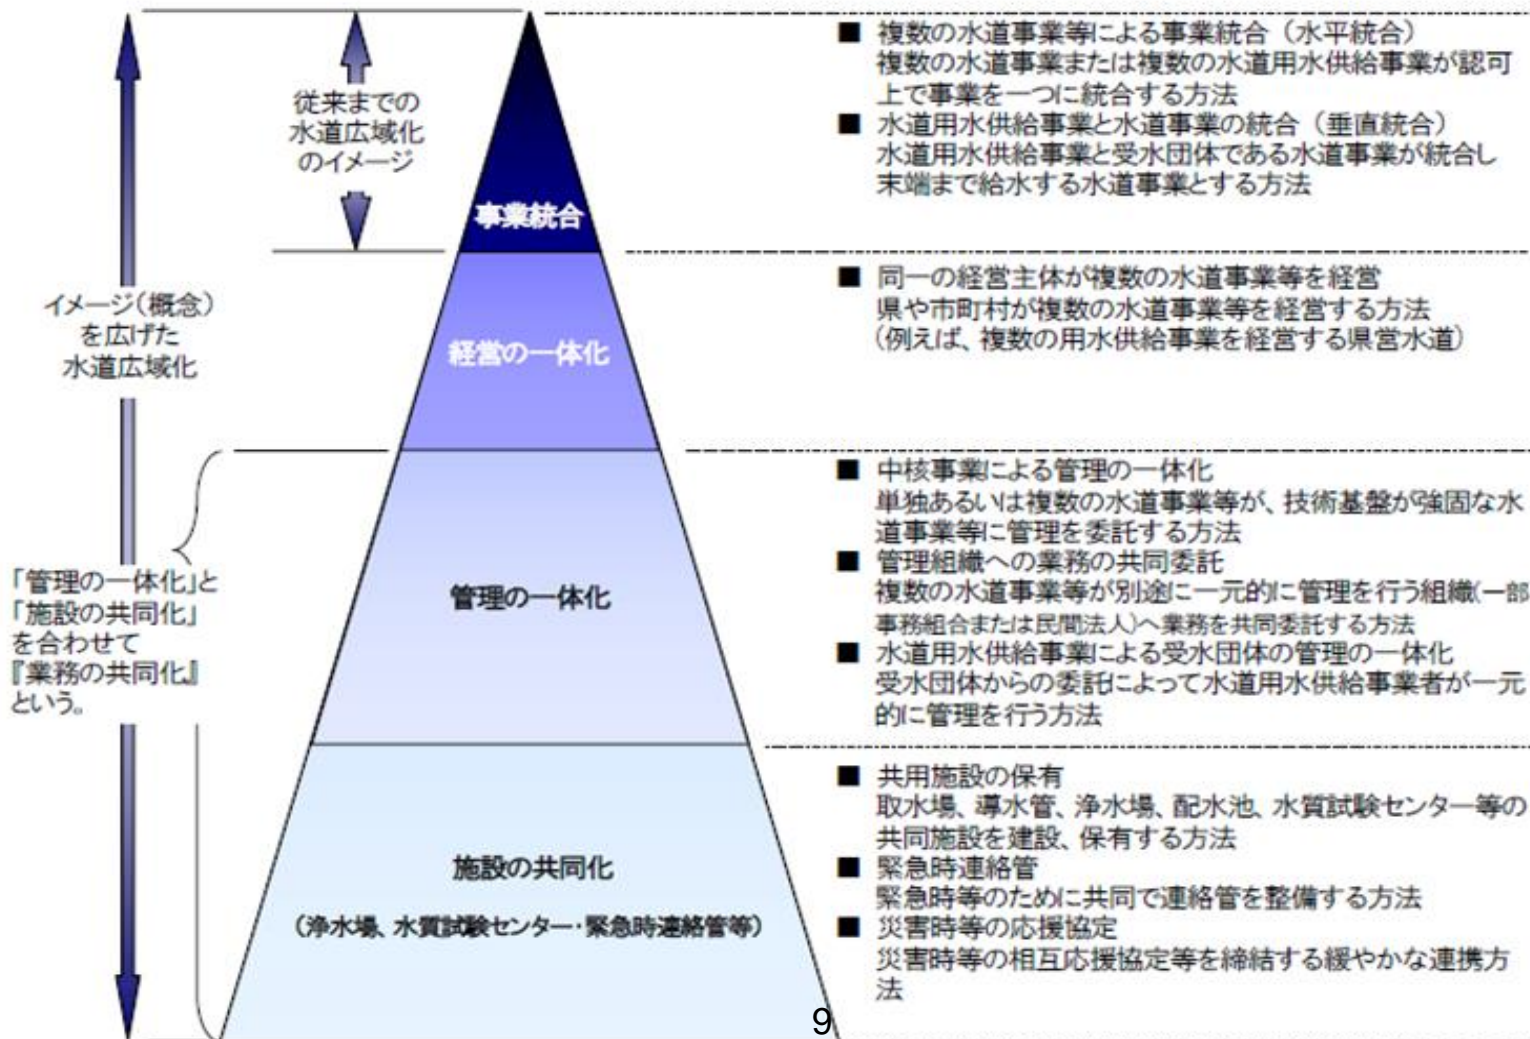 従来までの
水道広域化
のイメージ
イメージ(概念)
を広げた
水道広域化
「管理の一体化」と
「施設の共同化」
を合わせて
『業務の共同化』
という。
事業統合
経営の一体化
管理の一体化
施設の共同化
(浄水場、水質試験センター・緊急時連絡管等)
■ 複数の水道事業等による事業統合(水平統合)
複数の水道事業または複数の水道用水供給事業が認可
上で事業を一つに統合する方法
■ 水道用水供給事業と水道事業の統合(垂直統合)
水道用水供給事業と受水団体である水道事業が統合し
末端まで給水する水道事業とする方法
■ 同一の経営主体が複数の水道事業等を経営
県や市町村が複数の水道事業等を経営する方法
(例えば、複数の用水供給事業を経営する県営水道)
■ 中核事業による管理の一体化
単独あるいは複数の水道事業等が、技術基盤が強固な水
道事業等に管理を委託する方法
■ 管理組織への業務の共同委託
複数の水道事業等が別途に一元的に管理を行う組織(一部
事務組合または民間法人)へ業務を共同委託する方法
■ 水道用水供給事業による受水団体の管理の一体化
受水団体からの委託によって水道用水供給事業者が一元
的に管理を行う方法
■ 共用施設の保有
取水場、導水管、浄水場、配水池、水質試験センター等の
共同施設を建設、保有する方法
■ 緊急時連絡管
緊急時等のために共同で連絡管を整備する方法
■ 災害時等の応援協定
災害時等の相互応援協定等を締結する緩やかな連携方
法
9